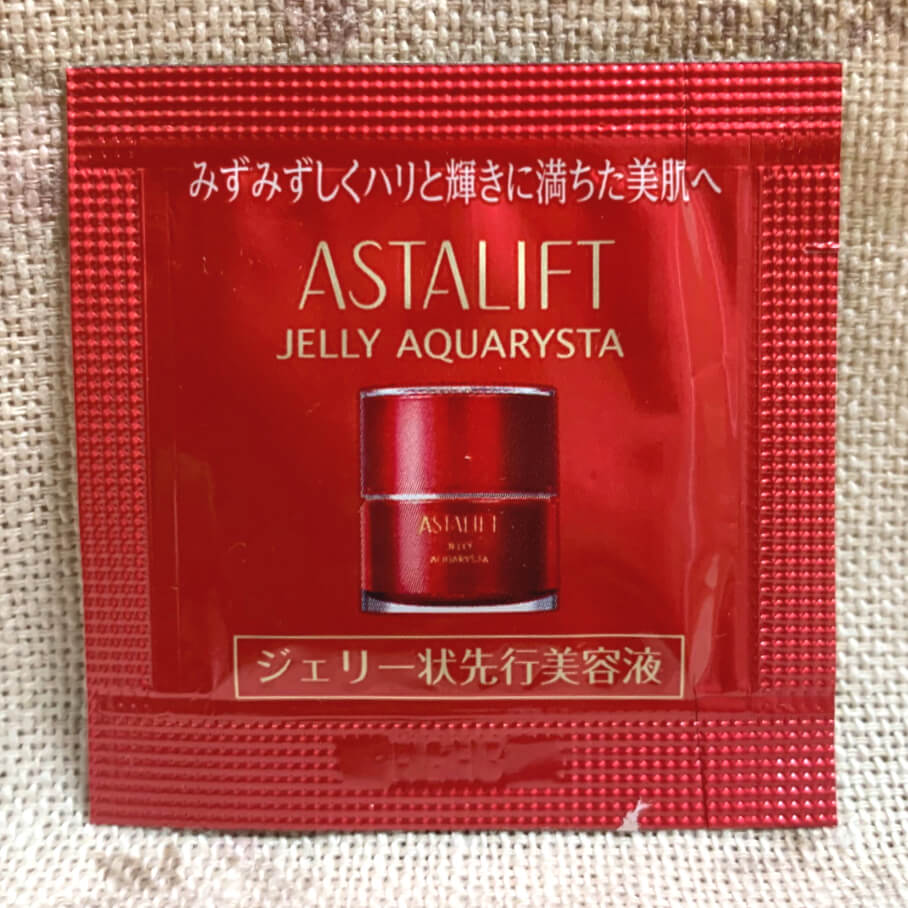 みずみずしくハリと輝きに満ちた美肌へ
ASTALIFT
JELLY AQUARYSTA
ASTALIFT
JELLY
AQUARYSTA
ジェリー状先行美容液